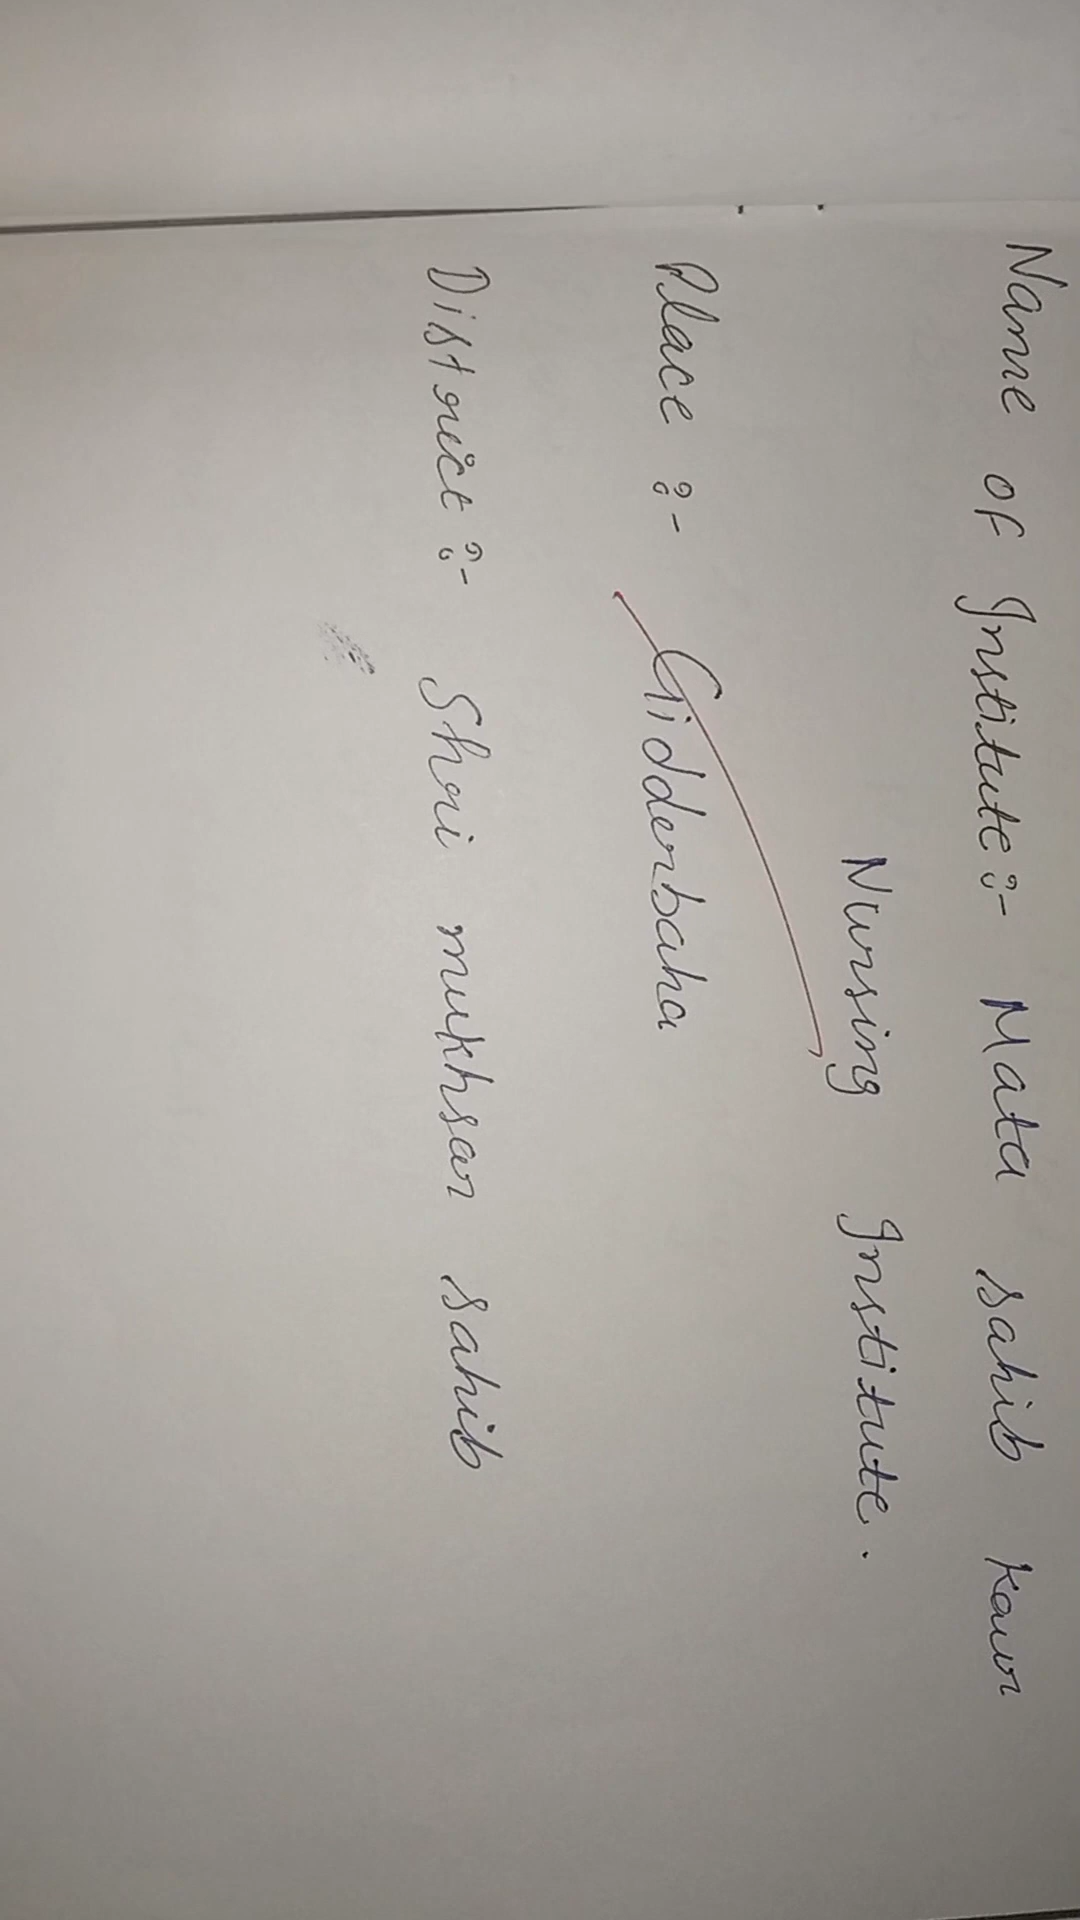 Name of Institute :- Mata sahib kaur
Nursing Institute.
Place :- Gidderbaha
District :- Shri mukhsar sahib